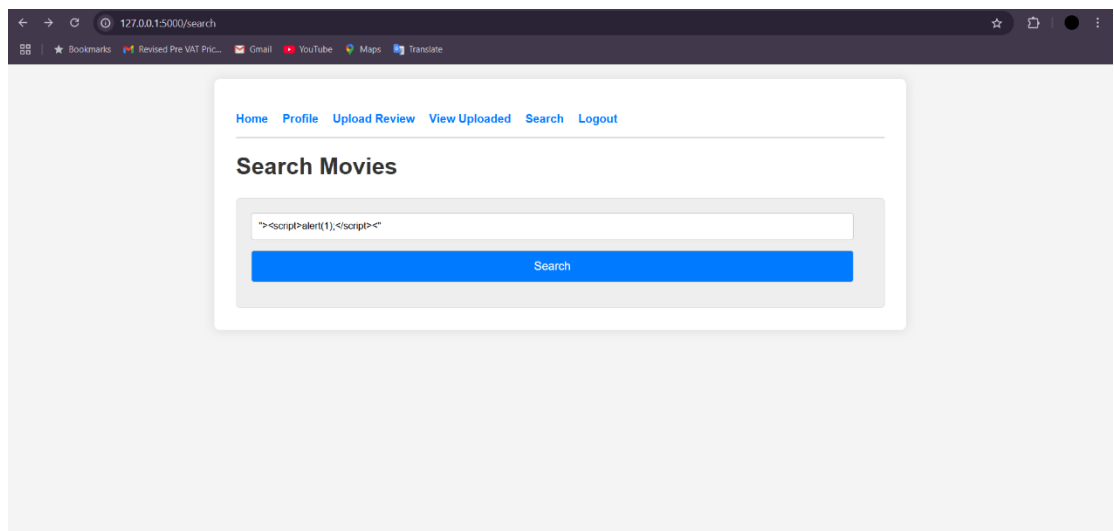 127.0.0.1:5000/search
Bookmarks Revised Pre VAT Pric... Gmail YouTube Maps Translate
Home Profile Upload Review View Uploaded Search Logout
Search Movies
"><script>alert(1);</script><"
Search